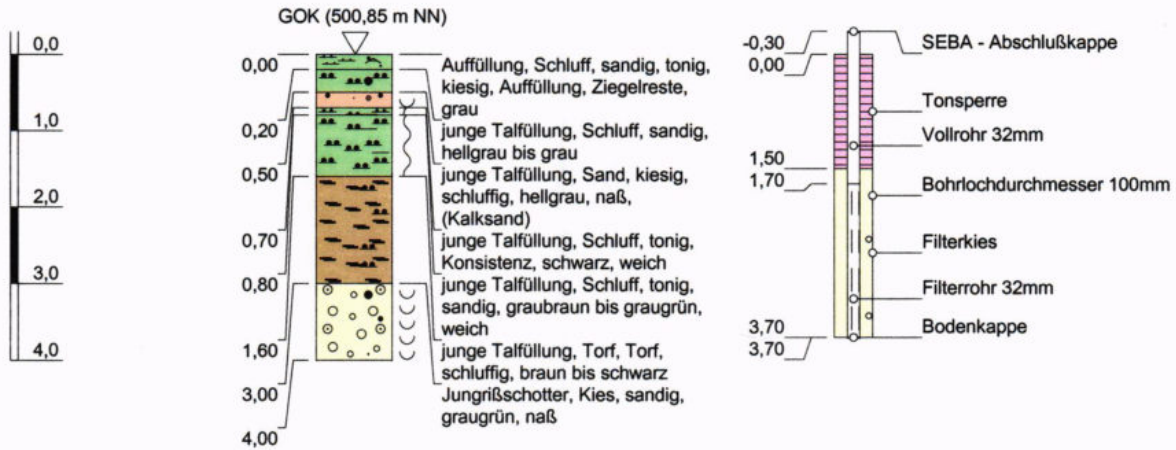 GOK (500,85 m NN)
0,0
1,0
2,0
3,0
4,0
0,00
0,20
0,50
0,70
0,80
1,60
3,00
4,00
Auffüllung, Schluff, sandig, tonig,
kiesig, Auffüllung, Ziegelreste,
grau
junge Talfüllung, Schluff, sandig,
hellgrau bis grau
junge Talfüllung, Sand, kiesig,
schluffig, hellgrau, naß,
(Kalksand)
junge Talfüllung, Schluff, tonig,
Konsistenz, schwarz, weich
junge Talfüllung, Schluff, tonig,
sandig, graubraun bis graugrün,
weich
junge Talfüllung, Torf, Torf,
schluffig, braun bis schwarz
Jungrißschotter, Kies, sandig,
graugrün, naß
-0,30
0,00
1,50
1,70
3,70
3,70
SEBA - Abschlußkappe
Tonsperre
Vollrohr 32mm
Bohrlochdurchmesser 100mm
Filterkies
Filterrohr 32mm
Bodenkappe